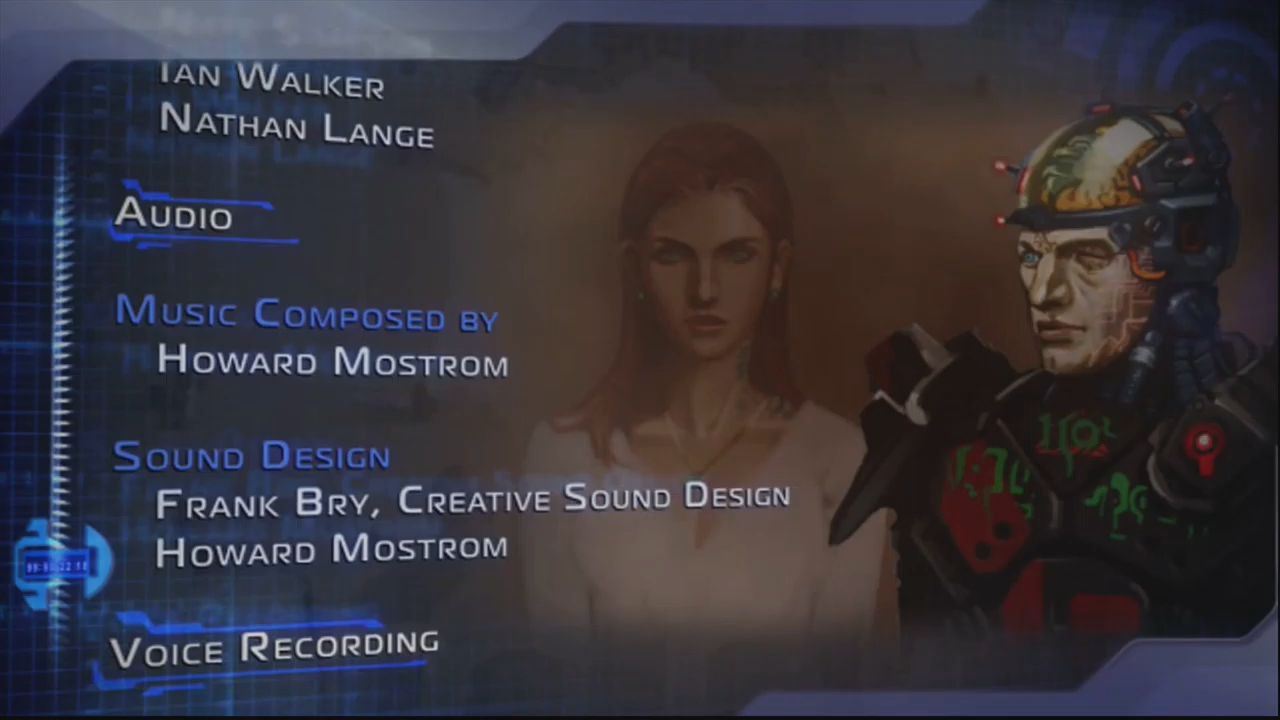 Ian Walker
Nathan Lange
Audio
Music Composed by
Howard Mostrom
Sound Design
Frank Bry, Creative Sound Design
Howard Mostrom
Voice Recording